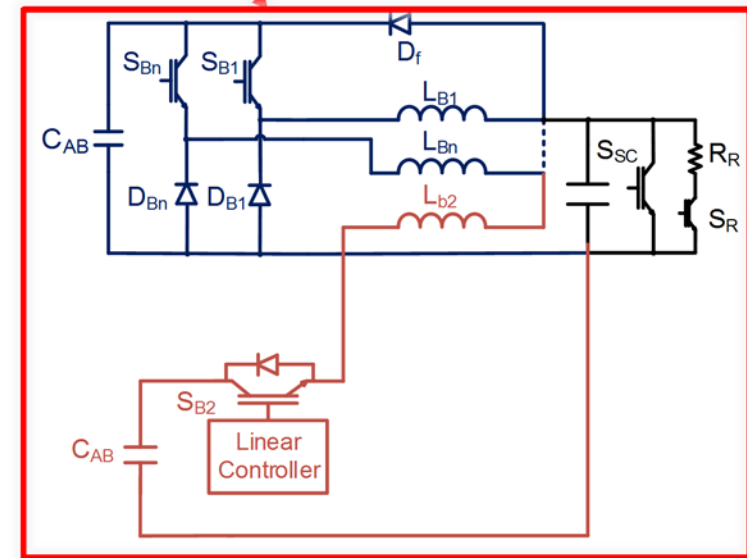 D_f
S_Bn
S_B1
L_B1
C_AB
L_Bn
S_SC
R_R
D_Bn
D_B1
L_b2
S_R
S_B2
C_AB
Linear
Controller